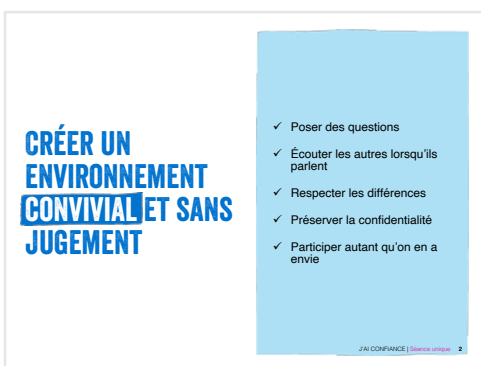 CRÉER UN
ENVIRONNEMENT
CONVIVIAL ET SANS
JUGEMENT
✓ Poser des questions
✓ Écouter les autres lorsqu'ils
parlent
✓ Respecter les différences
✓ Préserver la confidentialité
✓ Participer autant qu'on en a
envie
J'AI CONFIANCE | Séance unique 2